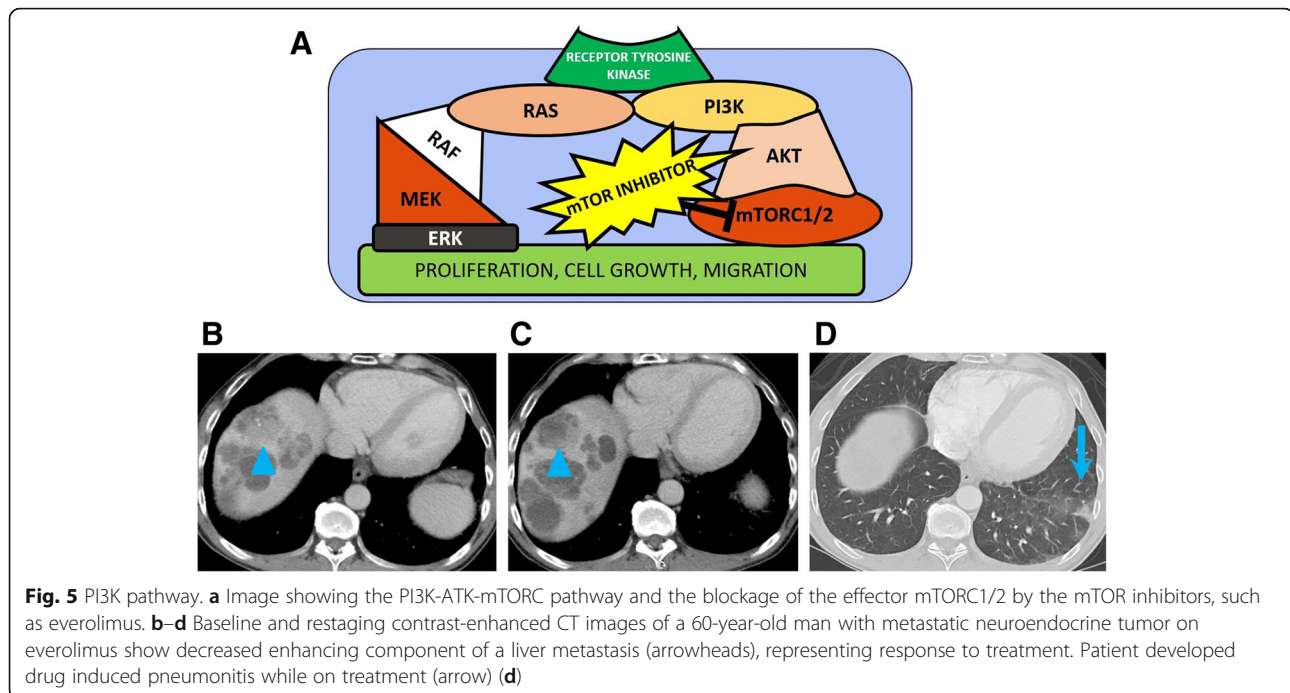 A
RECEPTOR TYROSINE
KINASE
RAS
PI3K
RAF
AKT
mTOR INHIBITOR
MEK
mTORC1/2
ERK
PROLIFERATION, CELL GROWTH, MIGRATION
B
C
D
Fig. 5 PI3K pathway. a Image showing the PI3K-ATK-mTORC pathway and the blockage of the effector mTORC1/2 by the mTOR inhibitors, such
as everolimus. b–d Baseline and restaging contrast-enhanced CT images of a 60-year-old man with metastatic neuroendocrine tumor on
everolimus show decreased enhancing component of a liver metastasis (arrowheads), representing response to treatment. Patient developed
drug induced pneumonitis while on treatment (arrow) (d)